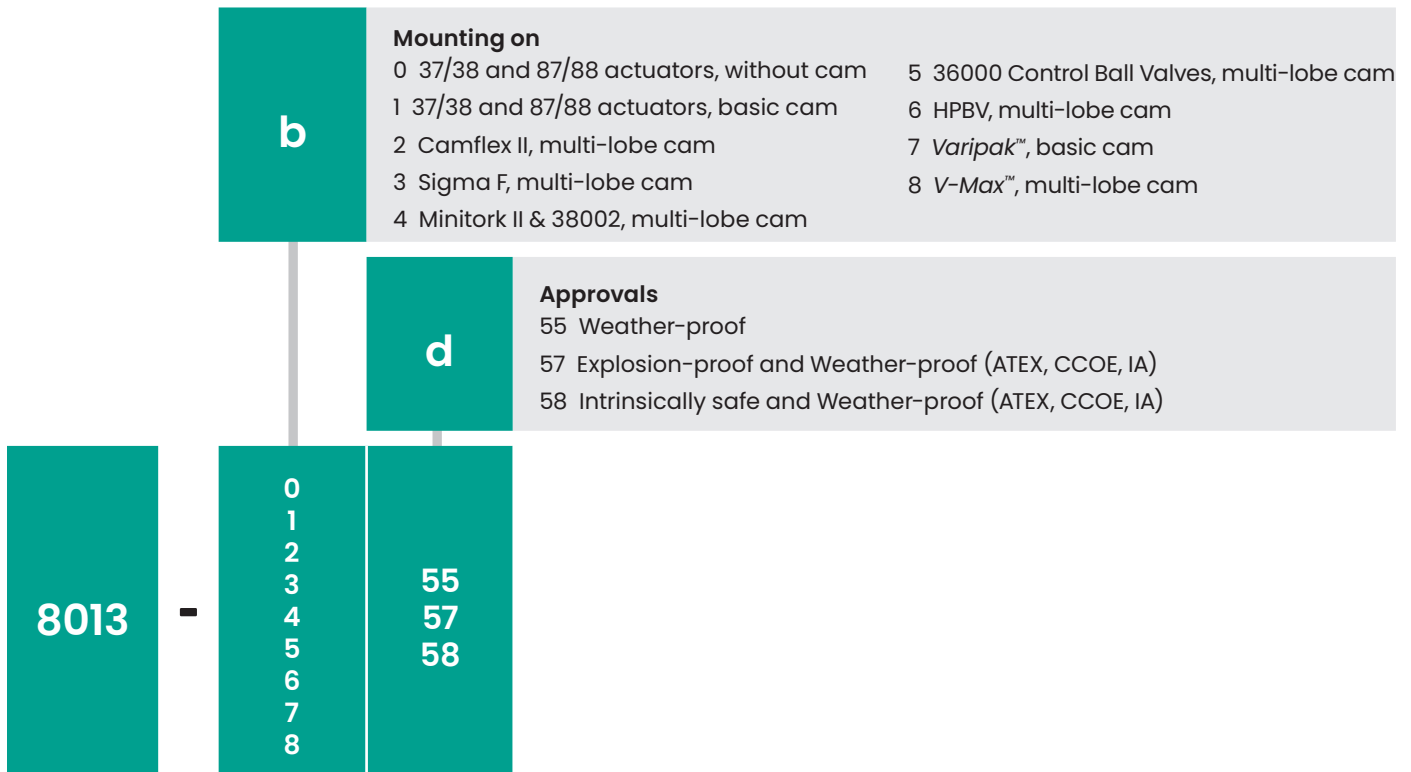 b
Mounting on
0 37/38 and 87/88 actuators, without cam
1 37/38 and 87/88 actuators, basic cam
2 Camflex II, multi-lobe cam
3 Sigma F, multi-lobe cam
4 Minitork II & 38002, multi-lobe cam
5 36000 Control Ball Valves, multi-lobe cam
6 HPBV, multi-lobe cam
7 Varipak™, basic cam
8 V-Max™, multi-lobe cam
d
Approvals
55 Weather-proof
57 Explosion-proof and Weather-proof (ATEX, CCOE, IA)
58 Intrinsically safe and Weather-proof (ATEX, CCOE, IA)
8013
-
0
1
2
3
4
5
6
7
8
55
57
58